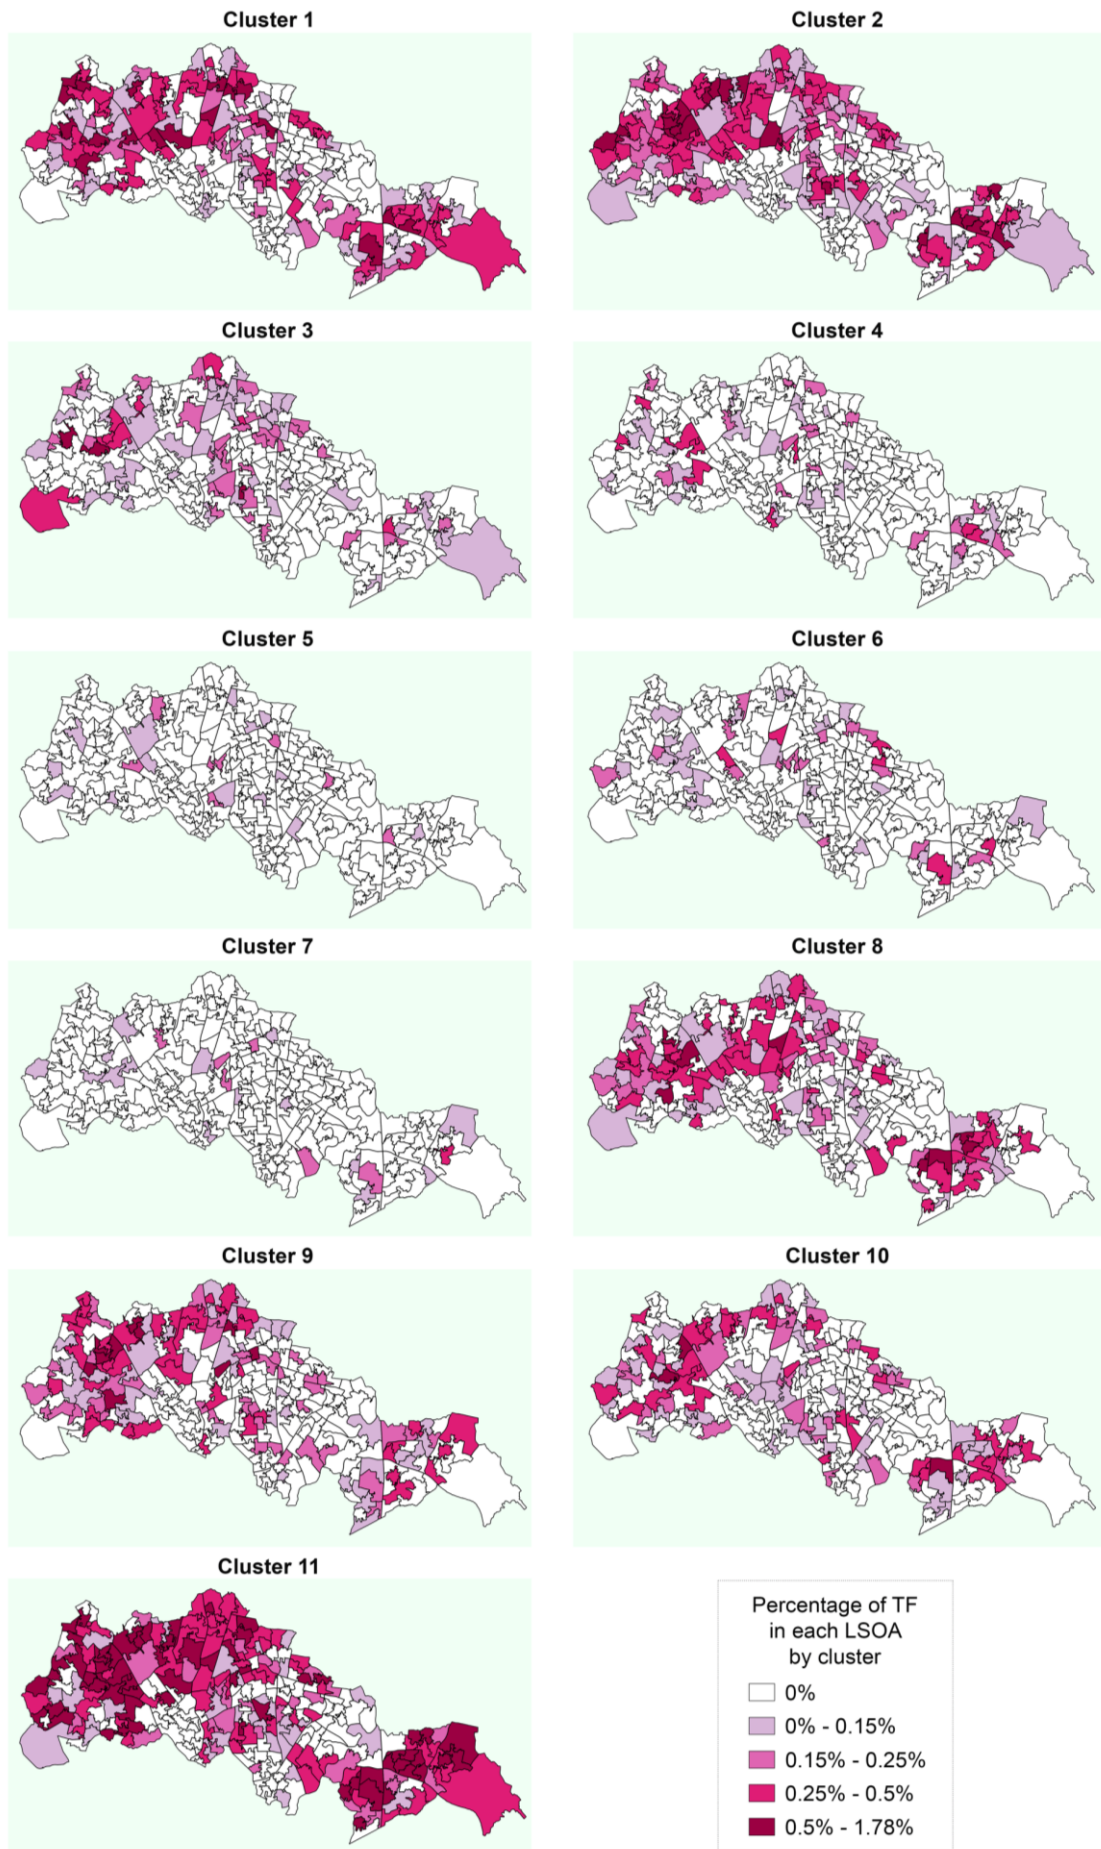 Cluster 1
Cluster 2
Cluster 3
Cluster 4
Cluster 5
Cluster 6
Cluster 7
Cluster 8
Cluster 9
Cluster 10
Cluster 11
Percentage of TF
in each LSOA
by cluster
0%
0% - 0.15%
0.15% - 0.25%
0.25% - 0.5%
0.5% - 1.78%